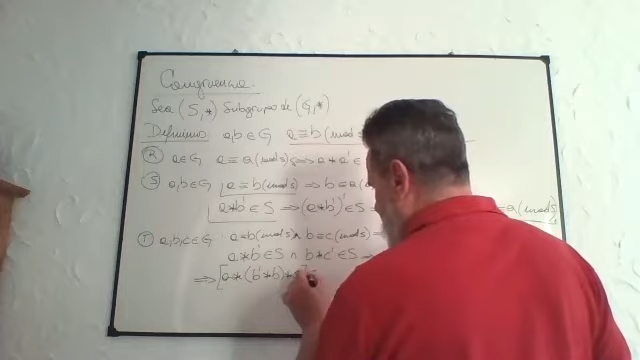 Congruencia.
Sea (S,*) Subgrupo de (G,*)
Definimos a,b∈G a≡b(mod s
(R) a∈G a≡a(mod s)⟺a*a'∈
(S) a,b∈G a≡b(mod s)⟹b≡a(
a*b'∈S⟹(a*b')'∈S ≡a(mod s)
(T) a,b,c∈G a≡b(mod s)∧b≡c(mod s)
a*b'∈S ∧ b*c'∈S
⟹[a*(b'*b)*